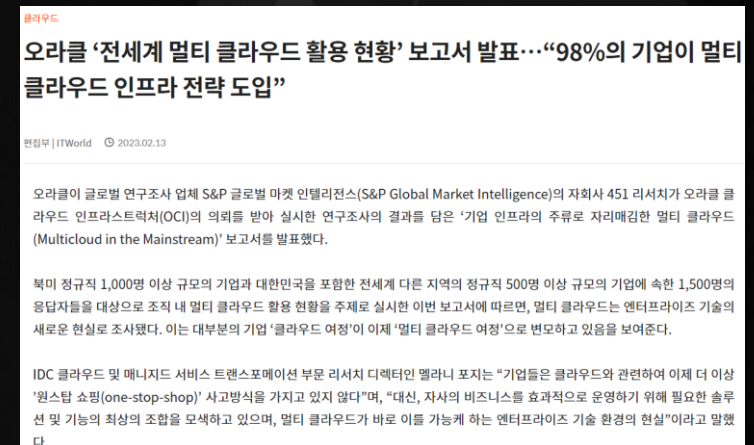 클라우드
오라클 ‘전세계 멀티 클라우드 활용 현황’ 보고서 발표…“98%의 기업이 멀티
클라우드 인프라 전략 도입”
편집부 | ITWorld 2023.02.13
오라클이 글로벌 연구조사 업체 S&P 글로벌 마켓 인텔리전스(S&P Global Market Intelligence)의 자회사 451 리서치가 오라클 클
라우드 인프라스트럭처(OCI)의 의뢰를 받아 실시한 연구조사의 결과를 담은 ‘기업 인프라의 주류로 자리매김한 멀티 클라우드
(Multicloud in the Mainstream)’ 보고서를 발표했다.
북미 정규직 1,000명 이상 규모의 기업과 대한민국을 포함한 전세계 다른 지역의 정규직 500명 이상 규모의 기업에 속한 1,500명의
응답자들을 대상으로 조직 내 멀티 클라우드 활용 현황을 주제로 실시한 이번 보고서에 따르면, 멀티 클라우드는 엔터프라이즈 기술의
새로운 현실로 조사됐다. 이는 대부분의 기업 ‘클라우드 여정’이 이제 ‘멀티 클라우드 여정’으로 변모하고 있음을 보여준다.
IDC 클라우드 및 매니지드 서비스 트랜스포메이션 부문 리서치 디렉터인 멜라니 포지는 “기업들은 클라우드와 관련하여 이제 더 이상
’원스탑 쇼핑(one-stop-shop)’ 사고방식을 가지고 있지 않다”며, “대신, 자사의 비즈니스를 효과적으로 운영하기 위해 필요한 솔루
션 및 기능의 최상의 조합을 모색하고 있으며, 멀티 클라우드가 바로 이를 가능케 하는 엔터프라이즈 기술 환경의 현실”이라고 말했
다